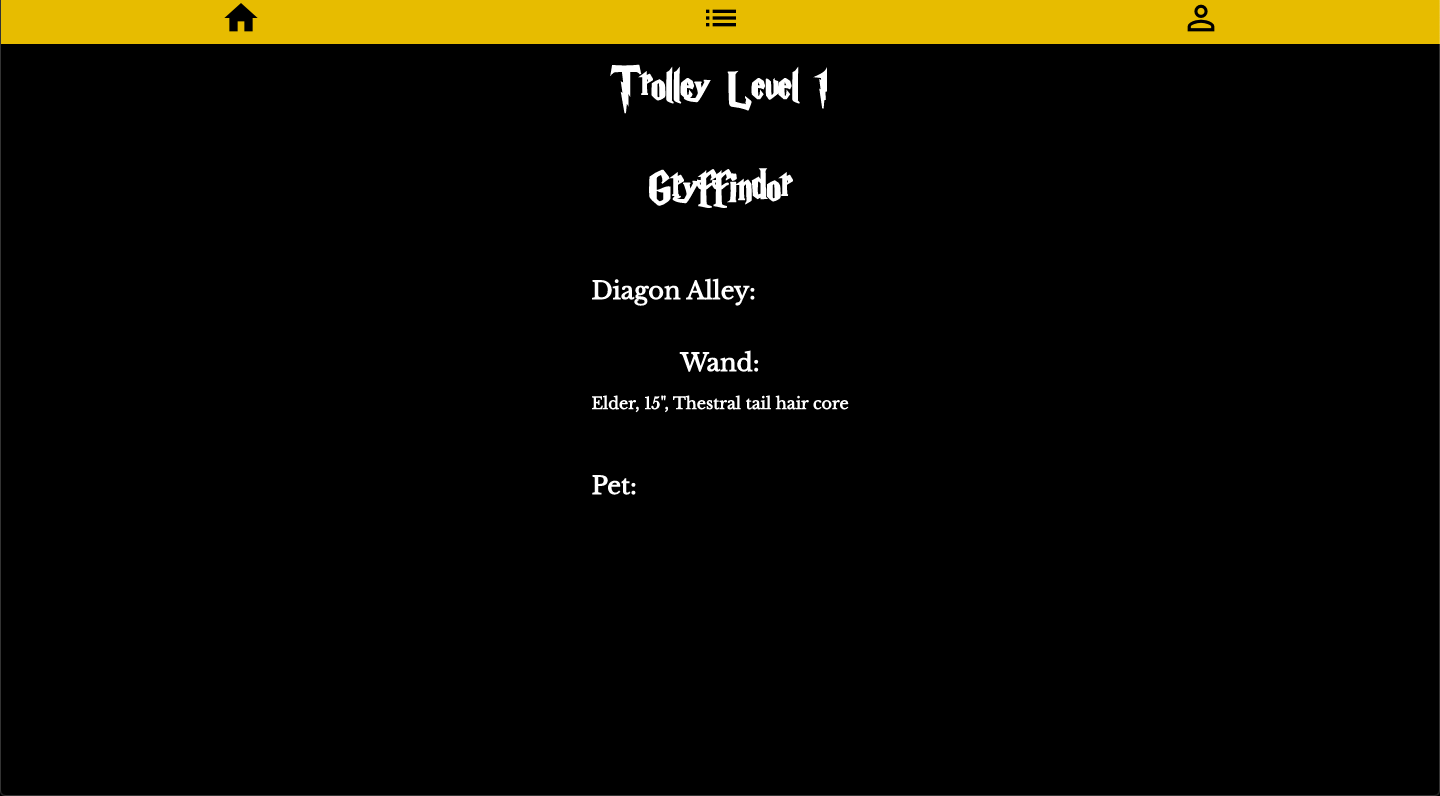 Trolley Level 1
Gryffindor
Diagon Alley:
Wand:
Elder, 15", Thestral tail hair core
Pet: